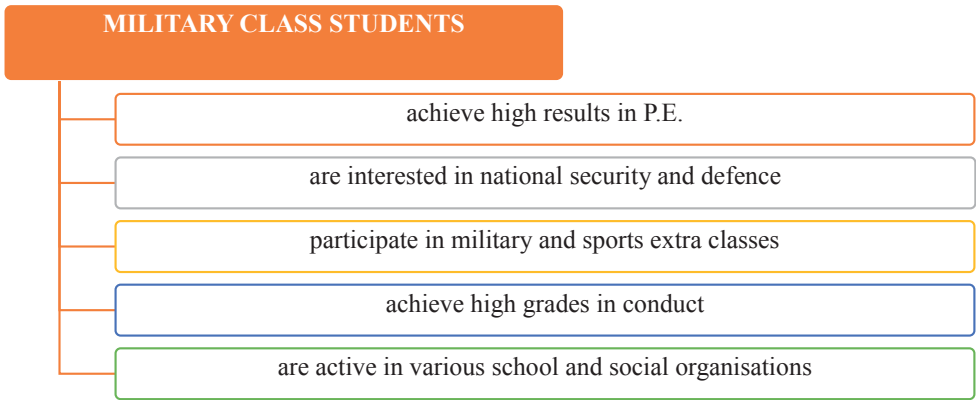 MILITARY CLASS STUDENTS
achieve high results in P.E.
are interested in national security and defence
participate in military and sports extra classes
achieve high grades in conduct
are active in various school and social organisations